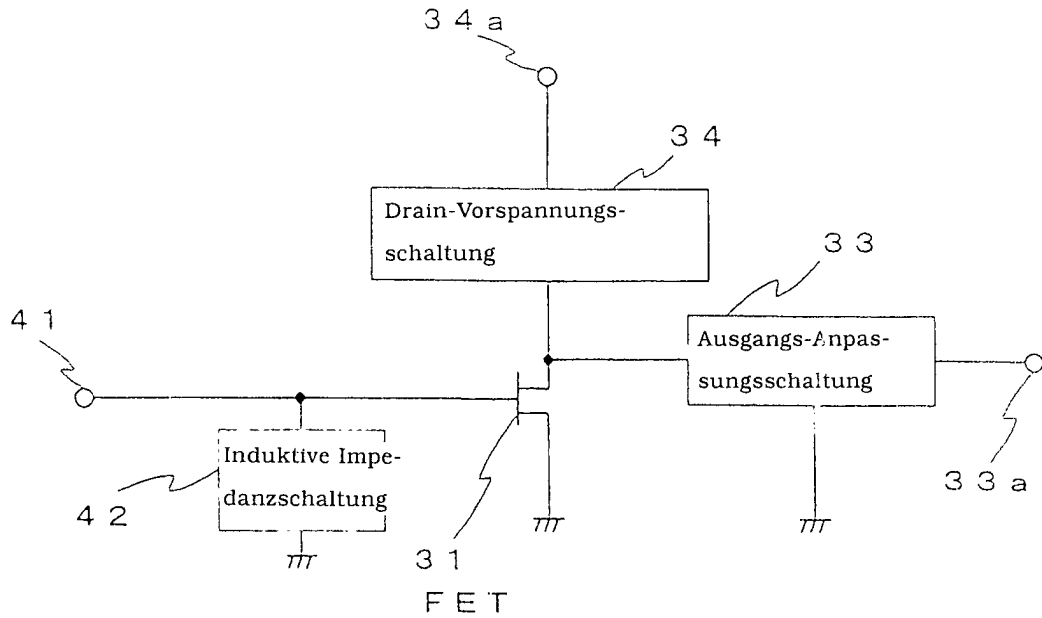 34a
34
Drain-Vorspannungs-
schaltung
33
41
Ausgangs-Anpas-
sungsschaltung
Induktive Impe-
danzschaltung
42
33a
31
FET